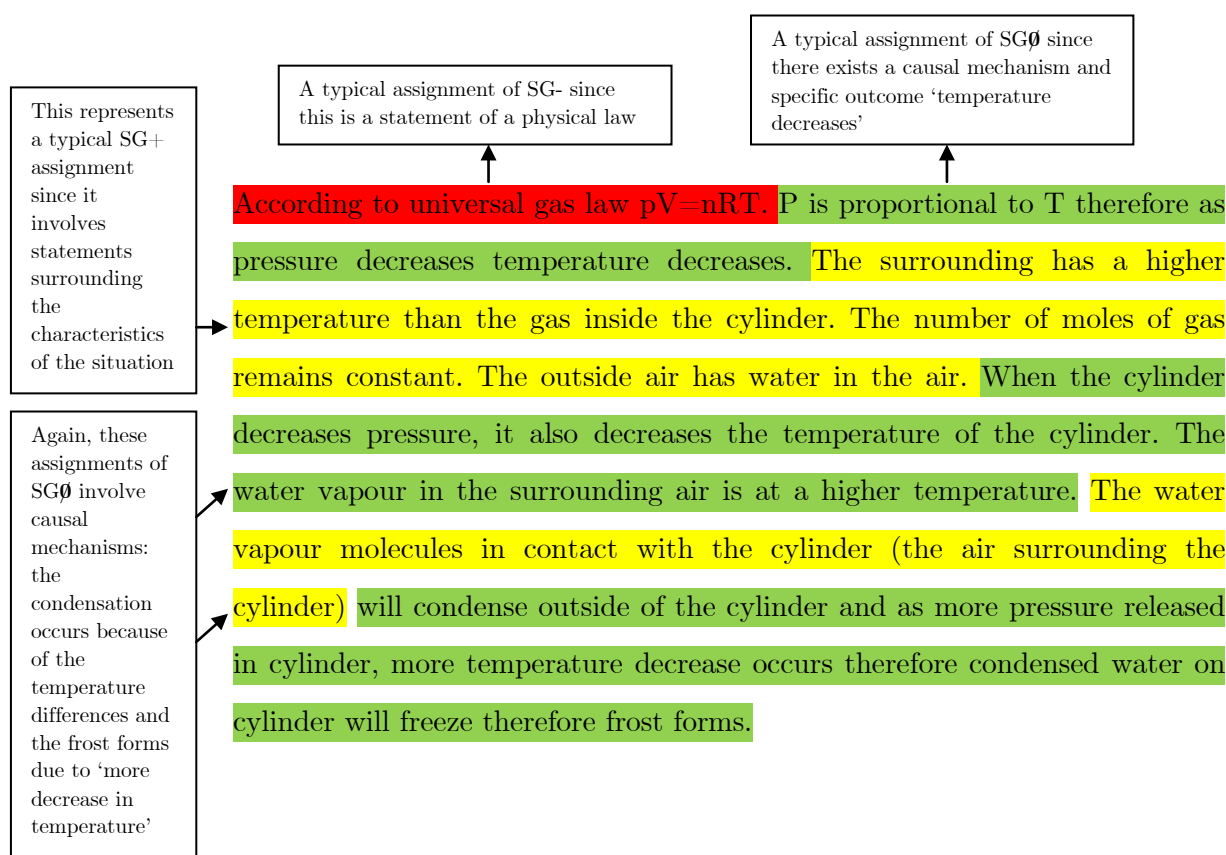 A typical assignment of SG- since
this is a statement of a physical law
A typical assignment of SGØ since
there exists a causal mechanism and
specific outcome ‘temperature
decreases’
This represents
a typical SG+
assignment
since it
involves
statements
surrounding
the
characteristics
of the situation
Again, these
assignments of
SGØ involve
causal
mechanisms:
the
condensation
occurs because
of the
temperature
differences and
the frost forms
due to ‘more
decrease in
temperature’
According to universal gas law pV=nRT. P is proportional to T therefore as
pressure decreases temperature decreases. The surrounding has a higher
temperature than the gas inside the cylinder. The number of moles of gas
remains constant. The outside air has water in the air. When the cylinder
decreases pressure, it also decreases the temperature of the cylinder. The
water vapour in the surrounding air is at a higher temperature. The water
vapour molecules in contact with the cylinder (the air surrounding the
cylinder) will condense outside of the cylinder and as more pressure released
in cylinder, more temperature decrease occurs therefore condensed water on
cylinder will freeze therefore frost forms.